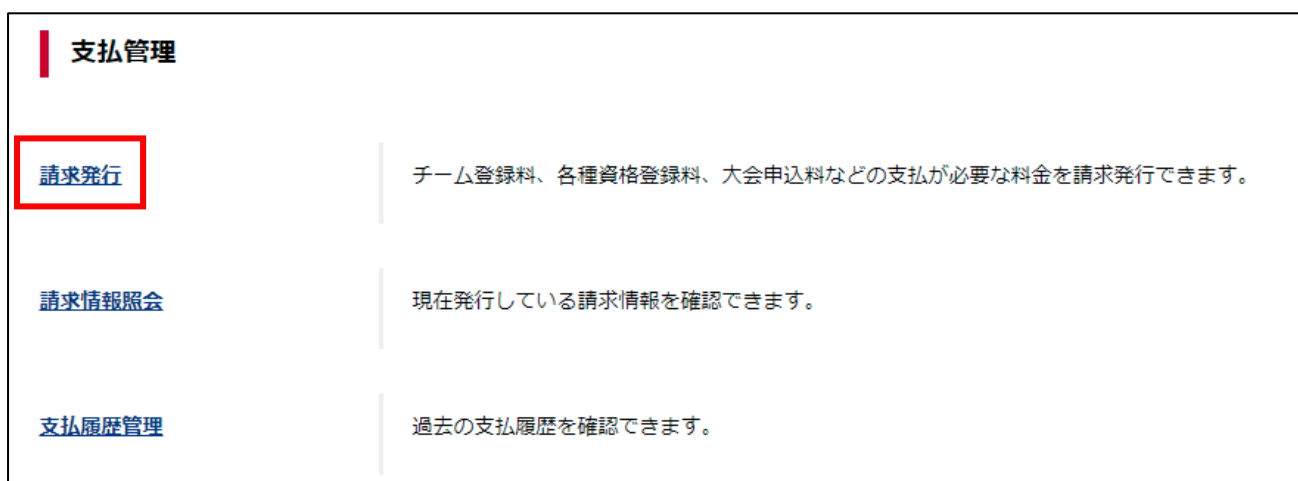 支払管理
請求発行
チーム登録料、各種資格登録料、大会申込料などの支払が必要な料金を請求発行できます。
請求情報照会
現在発行している請求情報を確認できます。
支払履歴管理
過去の支払履歴を確認できます。